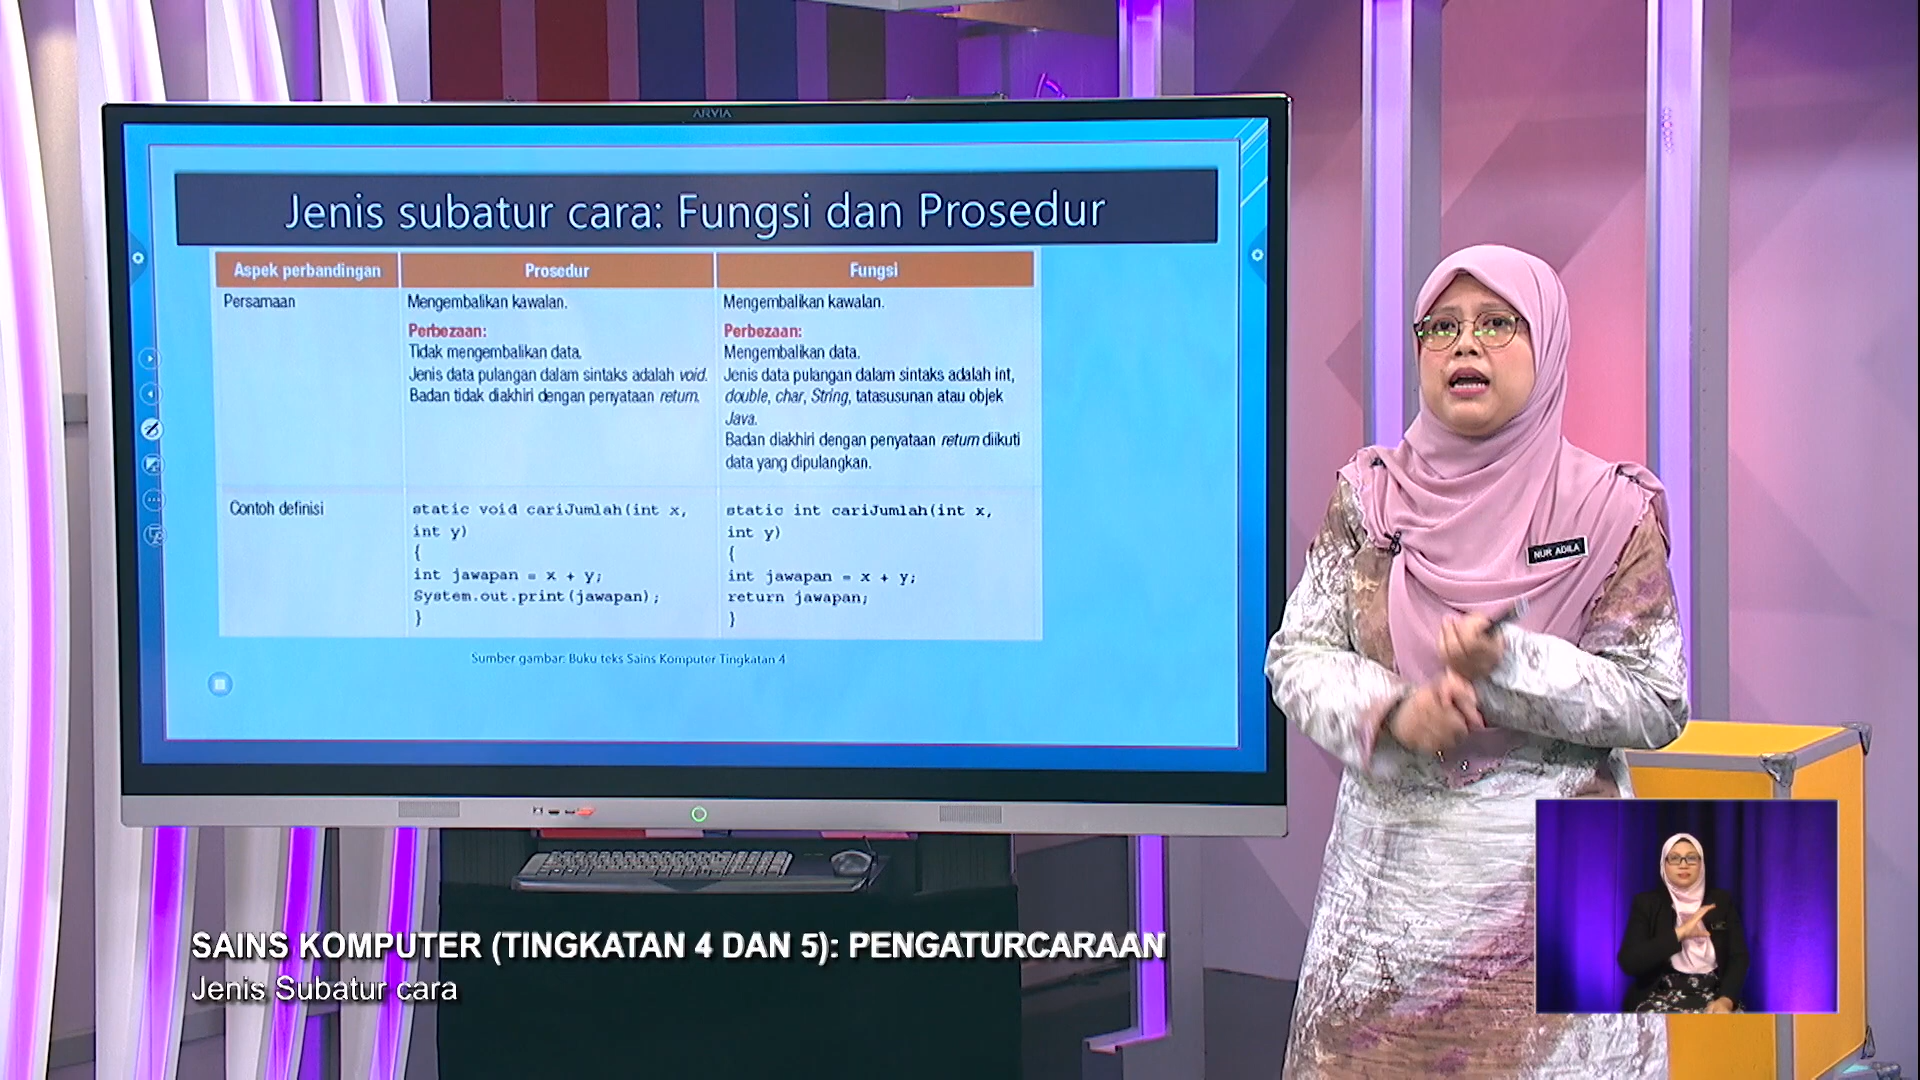 ARVIA
Jenis subatur cara: Fungsi dan Prosedur
Aspek perbandingan
Prosedur
Fungsi
Persamaan
Mengembalikan kawalan.
Perbezaan:
Tidak mengembalikan data.
Jenis data pulangan dalam sintaks adalah void.
Badan tidak diakhiri dengan penyataan return.
Mengembalikan kawalan.
Perbezaan:
Mengembalikan data.
Jenis data pulangan dalam sintaks adalah int,
double, char, String, tatasusunan atau objek
Java.
Badan diakhiri dengan penyataan return diikuti
data yang dipulangkan.
Contoh definisi
static void cariJumlah(int x,
int y)
{
int jawapan = x + y;
System.out.print(jawapan);
}
static int cariJumlah(int x,
int y)
{
int jawapan = x + y;
return jawapan;
}
Sumber gambar: Buku teks Sains Komputer Tingkatan 4
NUR ADILA
SAINS KOMPUTER (TINGKATAN 4 DAN 5): PENGATURCARAAN
Jenis Subatur cara